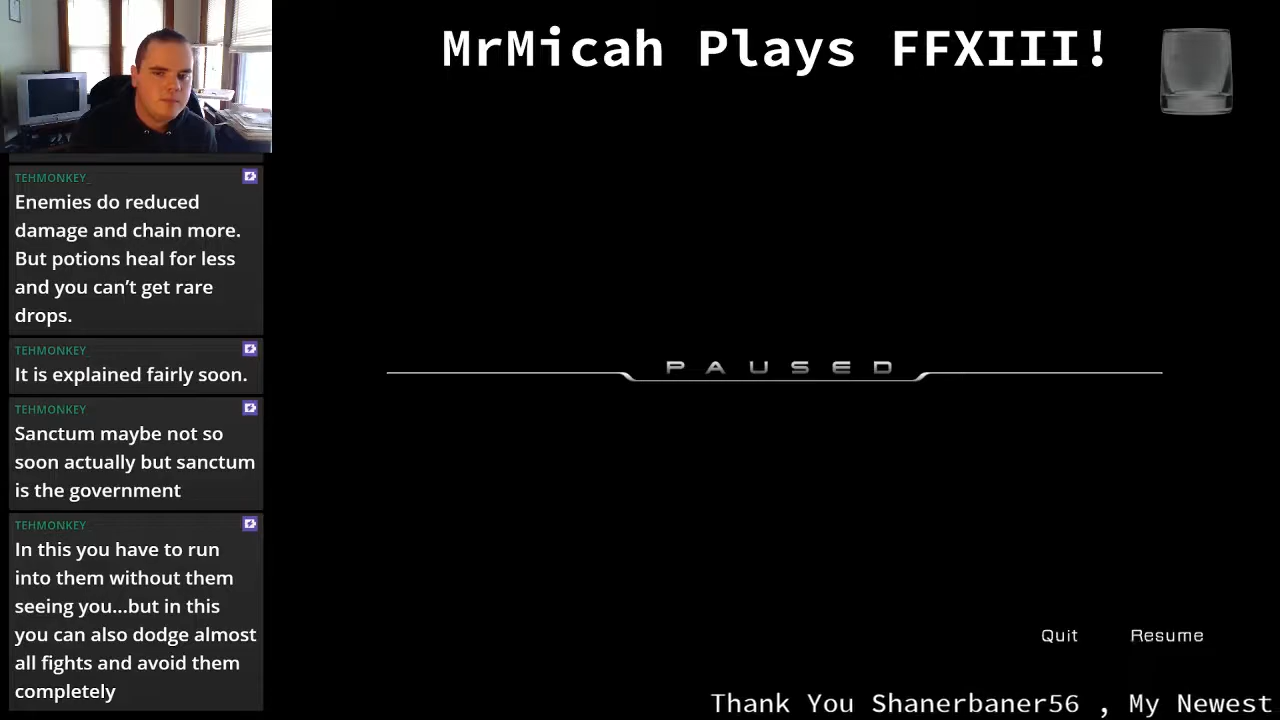 MrMicah Plays FFXIII!
TEHMONKEY_
Enemies do reduced
damage and chain more.
But potions heal for less
and you can't get rare
drops.
TEHMONKEY_
It is explained fairly soon.
TEHMONKEY_
Sanctum maybe not so
soon actually but sanctum
is the government
TEHMONKEY_
In this you have to run
into them without them
seeing you...but in this
you can also dodge almost
all fights and avoid them
completely
PAUSED
Quit Resume
Thank You Shanerbaner56 , My Newest